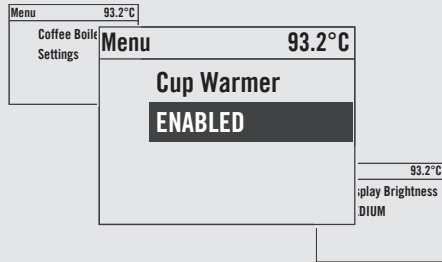 Menu 93.2°C
Coffee Boile
Settings
Menu 93.2°C
Cup Warmer
ENABLED
93.2°C
splay Brightness
DIUM